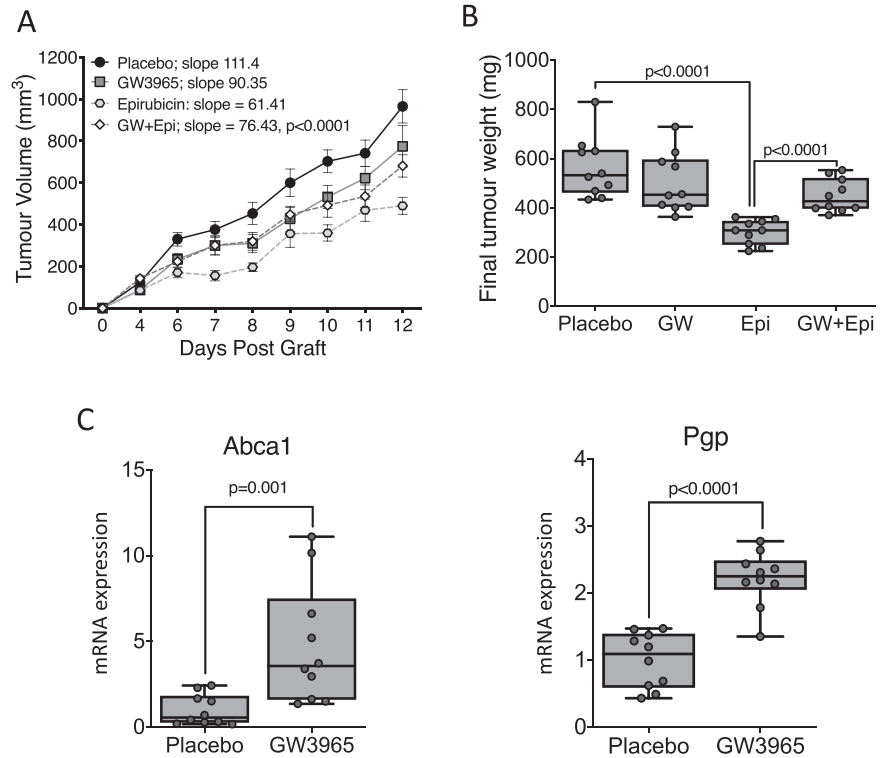 A
Tumour Volume (mm3)
1200
1000
800
600
400
200
0
Placebo; slope 111.4
GW3965; slope 90.35
Epirubicin: slope = 61.41
GW+Epi; slope = 76.43, p<0.0001
0 4 6 7 8 9 10 11 12
Days Post Graft
B
Final tumour weight (mg)
1000
800
600
400
200
0
p<0.0001
p<0.0001
Placebo GW Epi GW+Epi
C
Abca1
mRNA expression
15
10
5
0
p=0.001
Placebo GW3965
Pgp
mRNA expression
4
3
2
1
0
p<0.0001
Placebo GW3965